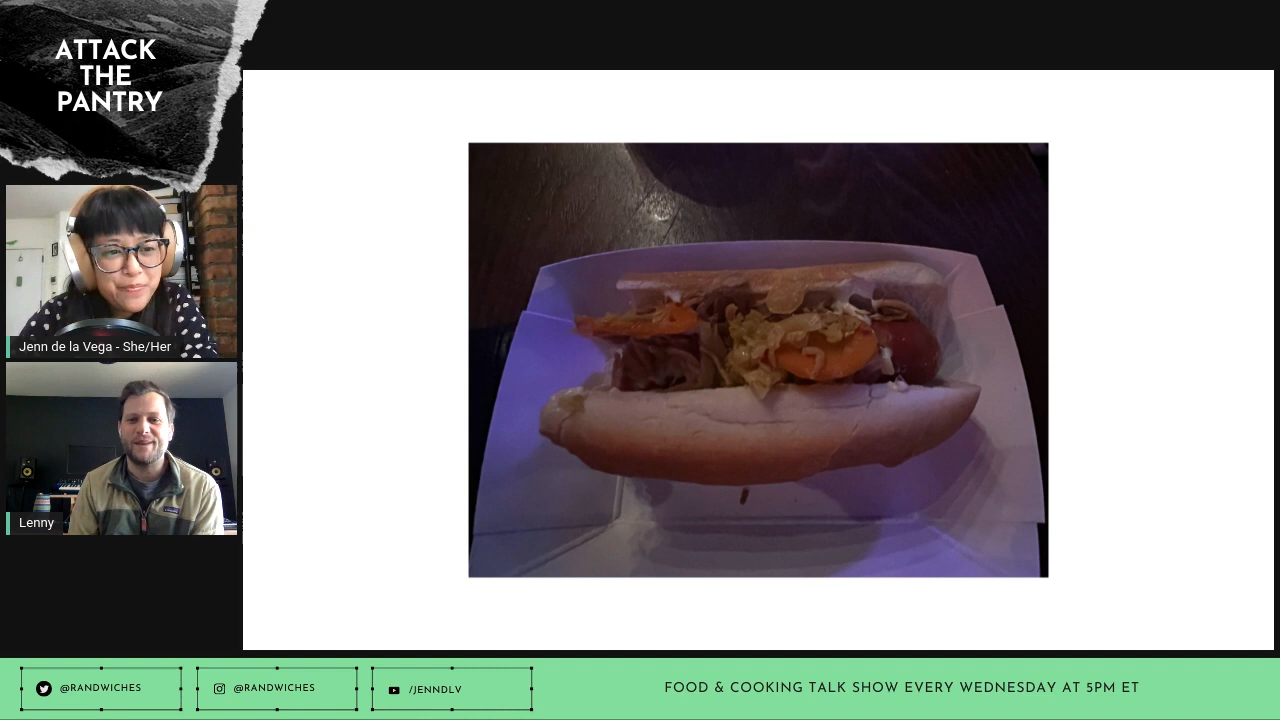 ATTACK
THE
PANTRY
Jenn de la Vega - She/Her
Lenny
@RANDWICHES
@RANDWICHES
/JENNDLV
FOOD & COOKING TALK SHOW EVERY WEDNESDAY AT 5PM ET